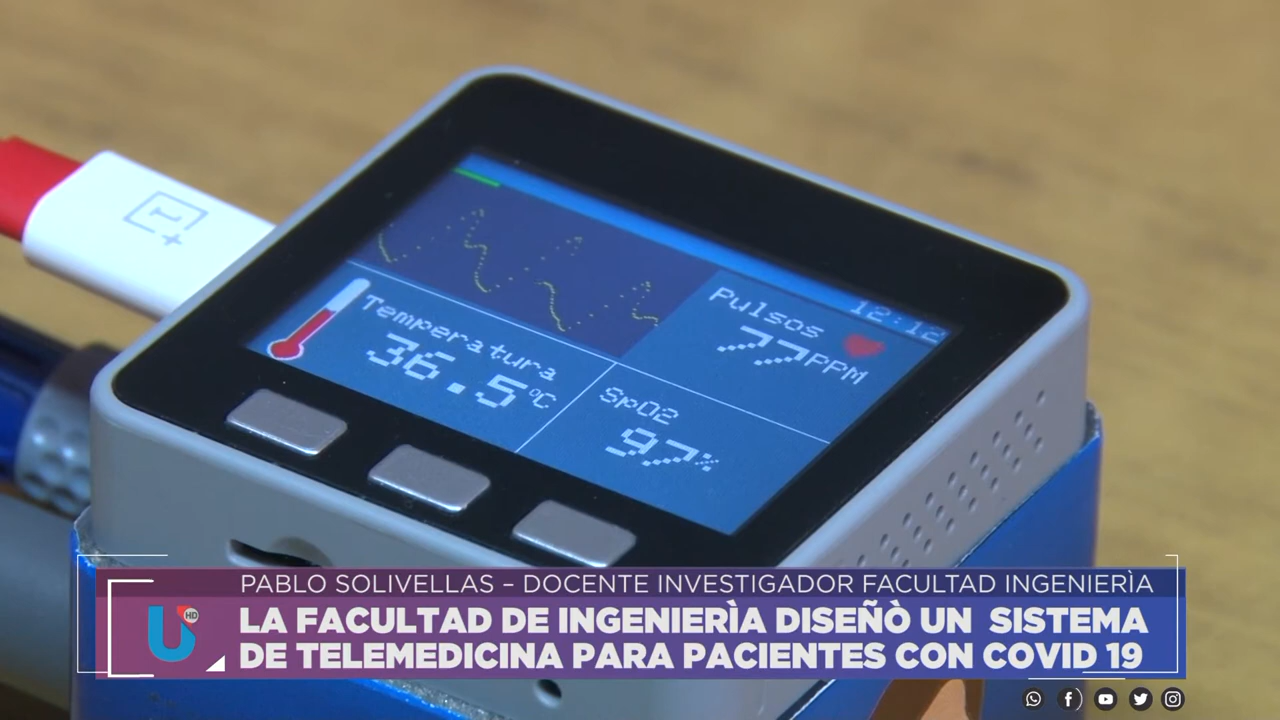 12:12
Pulsos
77PPM
Temperatura
36.5°C
SpO2
97%
PABLO SOLIVELLAS – DOCENTE INVESTIGADOR FACULTAD INGENIERÌA
U HD
LA FACULTAD DE INGENIERÌA DISEÑÒ UN SISTEMA
DE TELEMEDICINA PARA PACIENTES CON COVID 19